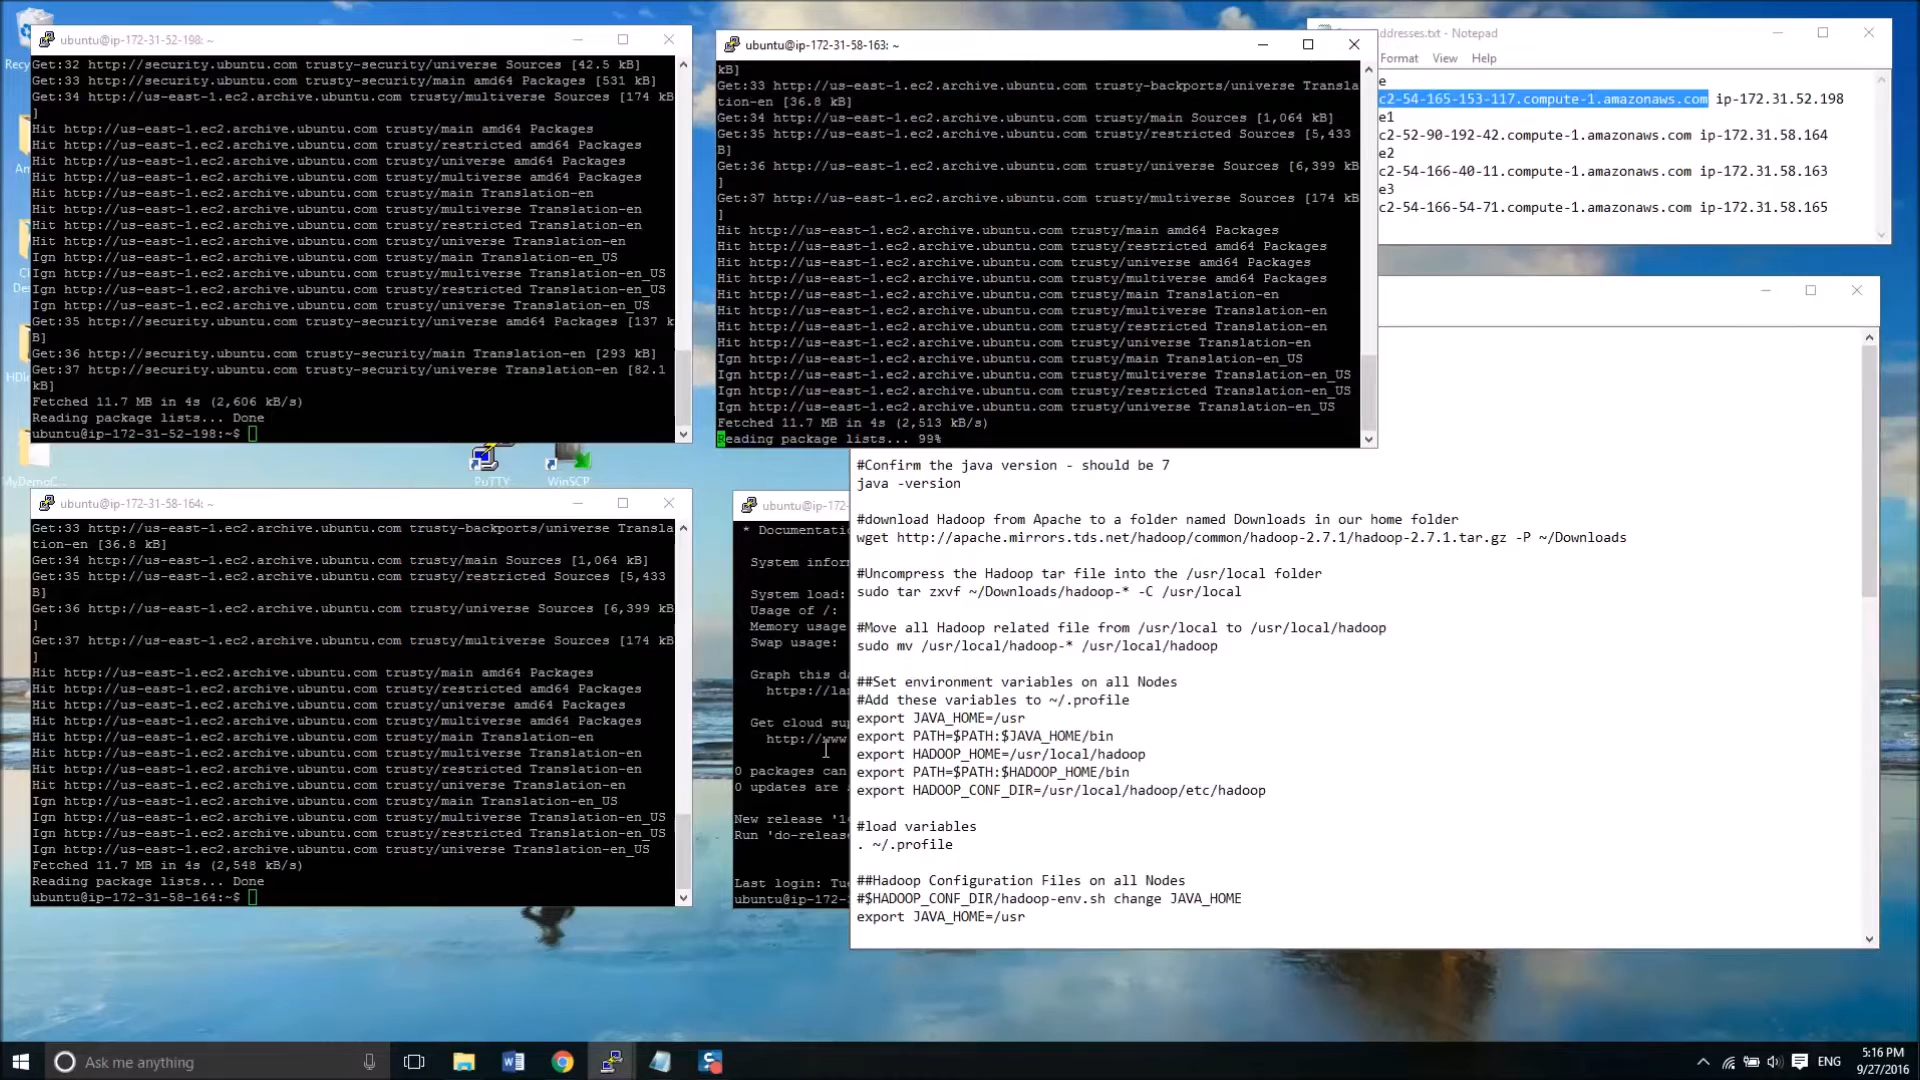 ubuntu@ip-172-31-52-198: ~
Get:32 http://security.ubuntu.com trusty-security/universe Sources [42.5 kB]
Get:33 http://security.ubuntu.com trusty-security/main amd64 Packages [531 kB]
Get:34 http://us-east-1.ec2.archive.ubuntu.com trusty/multiverse Sources [174 kB
]
Hit http://us-east-1.ec2.archive.ubuntu.com trusty/main amd64 Packages
Hit http://us-east-1.ec2.archive.ubuntu.com trusty/restricted amd64 Packages
Hit http://us-east-1.ec2.archive.ubuntu.com trusty/universe amd64 Packages
Hit http://us-east-1.ec2.archive.ubuntu.com trusty/multiverse amd64 Packages
Hit http://us-east-1.ec2.archive.ubuntu.com trusty/main Translation-en
Hit http://us-east-1.ec2.archive.ubuntu.com trusty/multiverse Translation-en
Hit http://us-east-1.ec2.archive.ubuntu.com trusty/restricted Translation-en
Hit http://us-east-1.ec2.archive.ubuntu.com trusty/universe Translation-en
Ign http://us-east-1.ec2.archive.ubuntu.com trusty/main Translation-en_US
Ign http://us-east-1.ec2.archive.ubuntu.com trusty/multiverse Translation-en_US
Ign http://us-east-1.ec2.archive.ubuntu.com trusty/restricted Translation-en_US
Ign http://us-east-1.ec2.archive.ubuntu.com trusty/universe Translation-en_US
Get:35 http://security.ubuntu.com trusty-security/universe amd64 Packages [137 k
B]
Get:36 http://security.ubuntu.com trusty-security/main Translation-en [293 kB]
Get:37 http://security.ubuntu.com trusty-security/universe Translation-en [82.1
kB]
Fetched 11.7 MB in 4s (2,606 kB/s)
Reading package lists... Done
ubuntu@ip-172-31-52-198:~$
ubuntu@ip-172-31-58-163: ~
kB]
Get:33 http://us-east-1.ec2.archive.ubuntu.com trusty-backports/universe Transla
tion-en [36.8 kB]
Get:34 http://us-east-1.ec2.archive.ubuntu.com trusty/main Sources [1,064 kB]
Get:35 http://us-east-1.ec2.archive.ubuntu.com trusty/restricted Sources [5,433
B]
Get:36 http://us-east-1.ec2.archive.ubuntu.com trusty/universe Sources [6,399 kB
]
Get:37 http://us-east-1.ec2.archive.ubuntu.com trusty/multiverse Sources [174 kB
]
Hit http://us-east-1.ec2.archive.ubuntu.com trusty/main amd64 Packages
Hit http://us-east-1.ec2.archive.ubuntu.com trusty/restricted amd64 Packages
Hit http://us-east-1.ec2.archive.ubuntu.com trusty/universe amd64 Packages
Hit http://us-east-1.ec2.archive.ubuntu.com trusty/multiverse amd64 Packages
Hit http://us-east-1.ec2.archive.ubuntu.com trusty/main Translation-en
Hit http://us-east-1.ec2.archive.ubuntu.com trusty/multiverse Translation-en
Hit http://us-east-1.ec2.archive.ubuntu.com trusty/restricted Translation-en
Hit http://us-east-1.ec2.archive.ubuntu.com trusty/universe Translation-en
Ign http://us-east-1.ec2.archive.ubuntu.com trusty/main Translation-en_US
Ign http://us-east-1.ec2.archive.ubuntu.com trusty/multiverse Translation-en_US
Ign http://us-east-1.ec2.archive.ubuntu.com trusty/restricted Translation-en_US
Ign http://us-east-1.ec2.archive.ubuntu.com trusty/universe Translation-en_US
Fetched 11.7 MB in 4s (2,513 kB/s)
Reading package lists... 99%
ddresses.txt - Notepad
Format View Help
e
c2-54-165-153-117.compute-1.amazonaws.com ip-172.31.52.198
e1
c2-52-90-192-42.compute-1.amazonaws.com ip-172.31.58.164
e2
c2-54-166-40-11.compute-1.amazonaws.com ip-172.31.58.163
e3
c2-54-166-54-71.compute-1.amazonaws.com ip-172.31.58.165
PuTTY
WinSCP
ubuntu@ip-172-31-58-164: ~
Get:33 http://us-east-1.ec2.archive.ubuntu.com trusty-backports/universe Transla
tion-en [36.8 kB]
Get:34 http://us-east-1.ec2.archive.ubuntu.com trusty/main Sources [1,064 kB]
Get:35 http://us-east-1.ec2.archive.ubuntu.com trusty/restricted Sources [5,433
B]
Get:36 http://us-east-1.ec2.archive.ubuntu.com trusty/universe Sources [6,399 kB
]
Get:37 http://us-east-1.ec2.archive.ubuntu.com trusty/multiverse Sources [174 kB
]
Hit http://us-east-1.ec2.archive.ubuntu.com trusty/main amd64 Packages
Hit http://us-east-1.ec2.archive.ubuntu.com trusty/restricted amd64 Packages
Hit http://us-east-1.ec2.archive.ubuntu.com trusty/universe amd64 Packages
Hit http://us-east-1.ec2.archive.ubuntu.com trusty/multiverse amd64 Packages
Hit http://us-east-1.ec2.archive.ubuntu.com trusty/main Translation-en
Hit http://us-east-1.ec2.archive.ubuntu.com trusty/multiverse Translation-en
Hit http://us-east-1.ec2.archive.ubuntu.com trusty/restricted Translation-en
Hit http://us-east-1.ec2.archive.ubuntu.com trusty/universe Translation-en
Ign http://us-east-1.ec2.archive.ubuntu.com trusty/main Translation-en_US
Ign http://us-east-1.ec2.archive.ubuntu.com trusty/multiverse Translation-en_US
Ign http://us-east-1.ec2.archive.ubuntu.com trusty/restricted Translation-en_US
Ign http://us-east-1.ec2.archive.ubuntu.com trusty/universe Translation-en_US
Fetched 11.7 MB in 4s (2,548 kB/s)
Reading package lists... Done
ubuntu@ip-172-31-58-164:~$
ubuntu@ip-172-
* Documentati
System infor
System load:
Usage of /:
Memory usage
Swap usage:
Graph this da
https://lan
Get cloud sup
http://www
0 packages can
0 updates are
New release '1
Run 'do-releas
Last login: Tu
ubuntu@ip-172-
#Confirm the java version - should be 7
java -version
#download Hadoop from Apache to a folder named Downloads in our home folder
wget http://apache.mirrors.tds.net/hadoop/common/hadoop-2.7.1/hadoop-2.7.1.tar.gz -P ~/Downloads
#Uncompress the Hadoop tar file into the /usr/local folder
sudo tar zxvf ~/Downloads/hadoop-* -C /usr/local
#Move all Hadoop related file from /usr/local to /usr/local/hadoop
sudo mv /usr/local/hadoop-* /usr/local/hadoop
##Set environment variables on all Nodes
#Add these variables to ~/.profile
export JAVA_HOME=/usr
export PATH=$PATH:$JAVA_HOME/bin
export HADOOP_HOME=/usr/local/hadoop
export PATH=$PATH:$HADOOP_HOME/bin
export HADOOP_CONF_DIR=/usr/local/hadoop/etc/hadoop
#load variables
. ~/.profile
##Hadoop Configuration Files on all Nodes
#$HADOOP_CONF_DIR/hadoop-env.sh change JAVA_HOME
export JAVA_HOME=/usr
Ask me anything
ENG
5:16 PM
9/27/2016